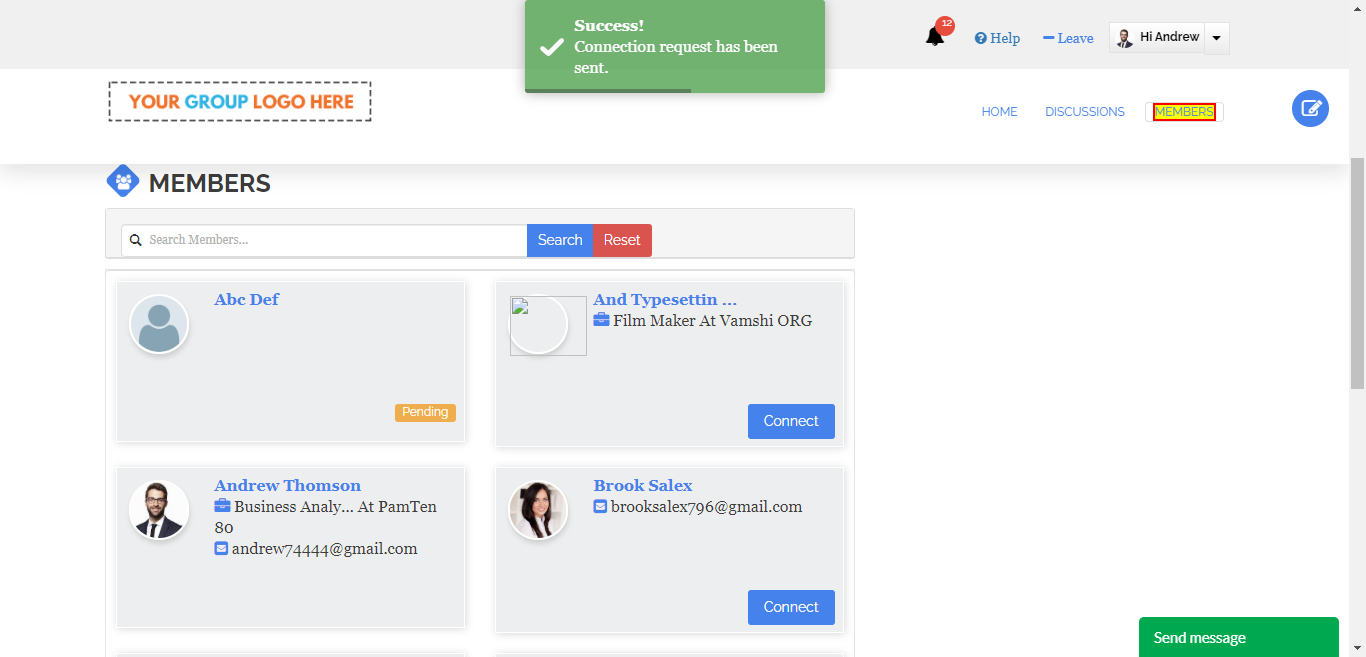 Success!
Connection request has been
sent.
12
Help
Leave
Hi Andrew
YOUR GROUP LOGO HERE
HOME
DISCUSSIONS
MEMBERS
MEMBERS
Search Members...
Search
Reset
Abc Def
Pending
And Typesettin ...
Film Maker At Vamshi ORG
Connect
Andrew Thomson
Business Analy... At PamTen
80
andrew74444@gmail.com
Brook Salex
brooksalex796@gmail.com
Connect
Send message